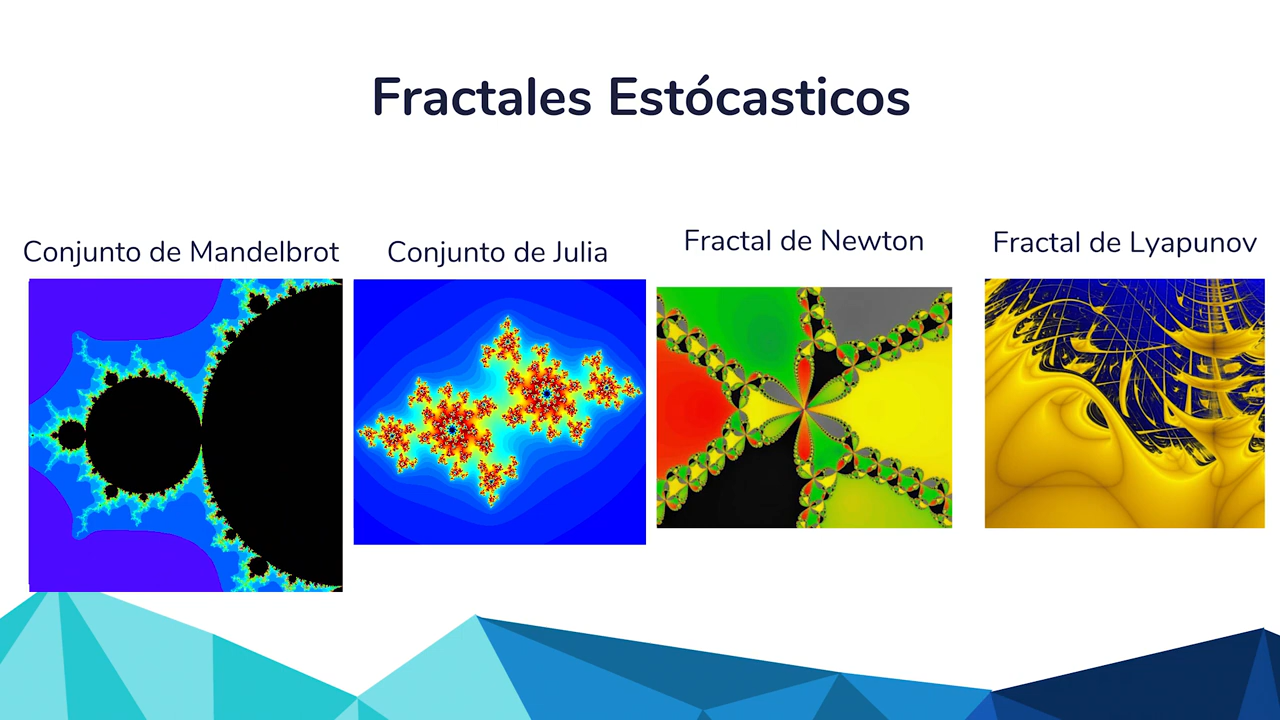 Fractales Estócasticos
Conjunto de Mandelbrot
Conjunto de Julia
Fractal de Newton
Fractal de Lyapunov